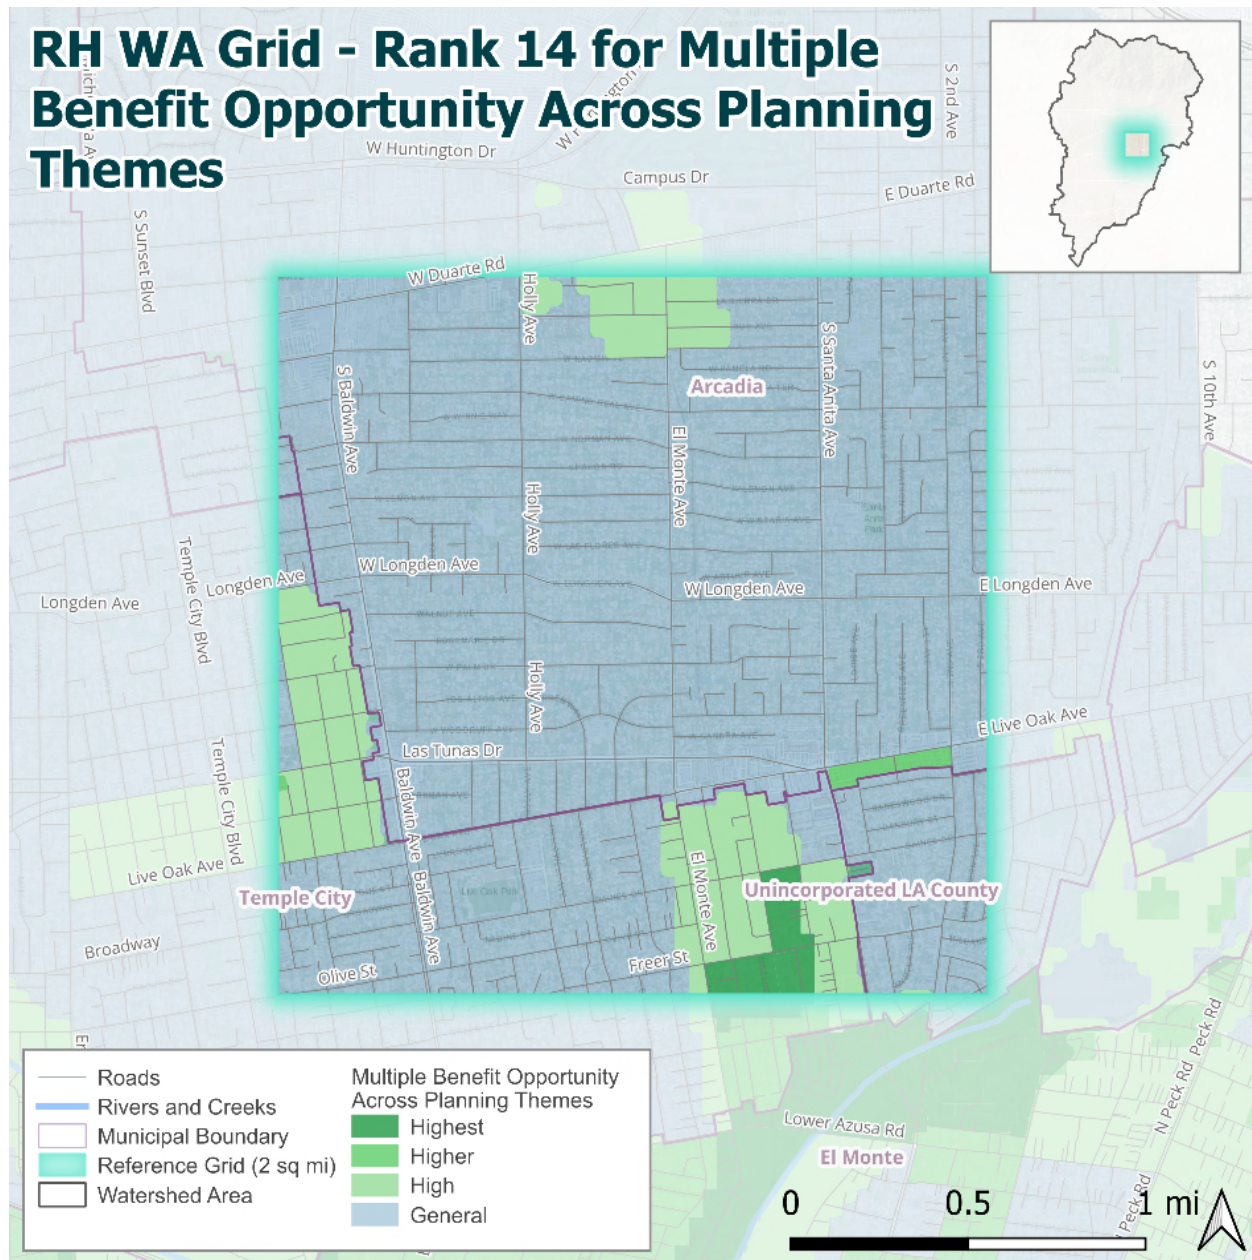 RH WA Grid - Rank 14 for Multiple
Benefit Opportunity Across Planning
Themes
S 2nd Ave
W Huntington Dr
Campus Dr
E Duarte Rd
S Sunset Blvd
W Duarte Rd
Holly Ave
S Santa Anita Ave
S Baldwin Ave
S 10th Ave
Arcadia
El Monte Ave
Holly Ave
Temple City Blvd
Longden Ave
Longden Ave
W Longden Ave
W Longden Ave
E Longden Ave
Holly Ave
E Live Oak Ave
Las Tunas Dr
Temple City Blvd
Baldwin Ave
Live Oak Ave
El Monte Ave
Temple City
Unincorporated LA County
Baldwin Ave
Broadway
Olive St
Freer St
N Peck Rd
Peck Rd
Lower Azusa Rd
El Monte
Peck Rd
Roads
Rivers and Creeks
Municipal Boundary
Reference Grid (2 sq mi)
Watershed Area
Multiple Benefit Opportunity
Across Planning Themes
Highest
Higher
High
General
0 0.5 1 mi